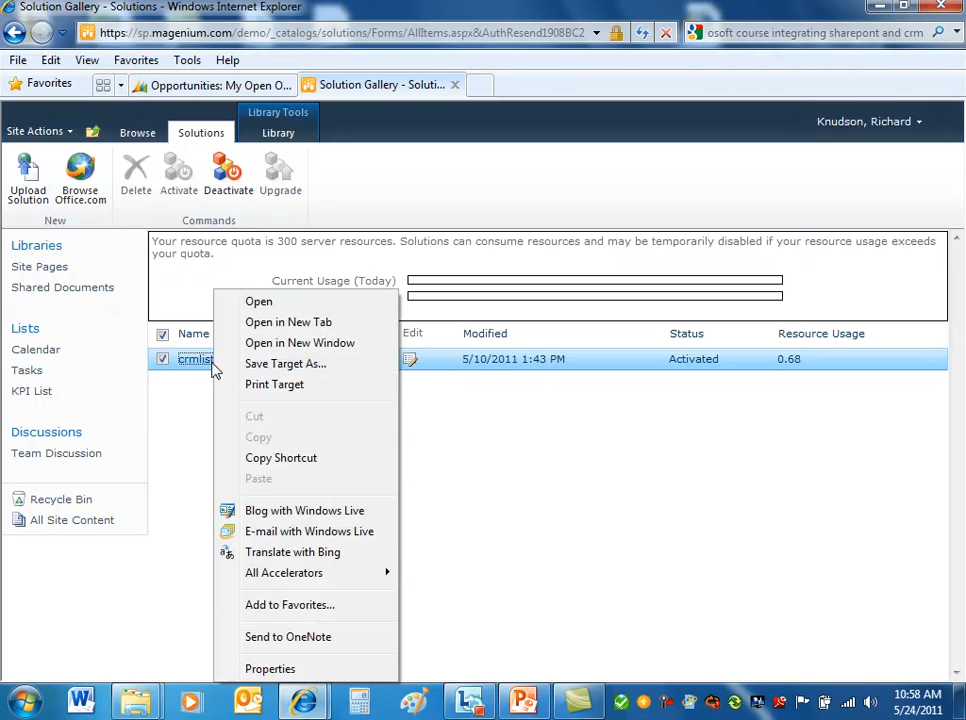 Solution Gallery - Solutions - Windows Internet Explorer
https://sp.magenium.com/demo/_catalogs/solutions/Forms/AllItems.aspx&AuthResend1908BC2
osoft course integrating sharepont and crm
File Edit View Favorites Tools Help
Favorites
Opportunities: My Open O...
Solution Gallery - Soluti...
Library Tools
Site Actions
Browse
Solutions
Library
Knudson, Richard
Upload Solution
Browse Office.com
Delete
Activate
Deactivate
Upgrade
New
Commands
Libraries
Site Pages
Shared Documents
Lists
Calendar
Tasks
KPI List
Discussions
Team Discussion
Recycle Bin
All Site Content
Your resource quota is 300 server resources. Solutions can consume resources and may be temporarily disabled if your resource usage exceeds
your quota.
Current Usage (Today)
Name
Edit
Modified
Status
Resource Usage
crmlist
5/10/2011 1:43 PM
Activated
0.68
Open
Open in New Tab
Open in New Window
Save Target As...
Print Target
Cut
Copy
Copy Shortcut
Paste
Blog with Windows Live
E-mail with Windows Live
Translate with Bing
All Accelerators
Add to Favorites...
Send to OneNote
Properties
10:58 AM
5/24/2011